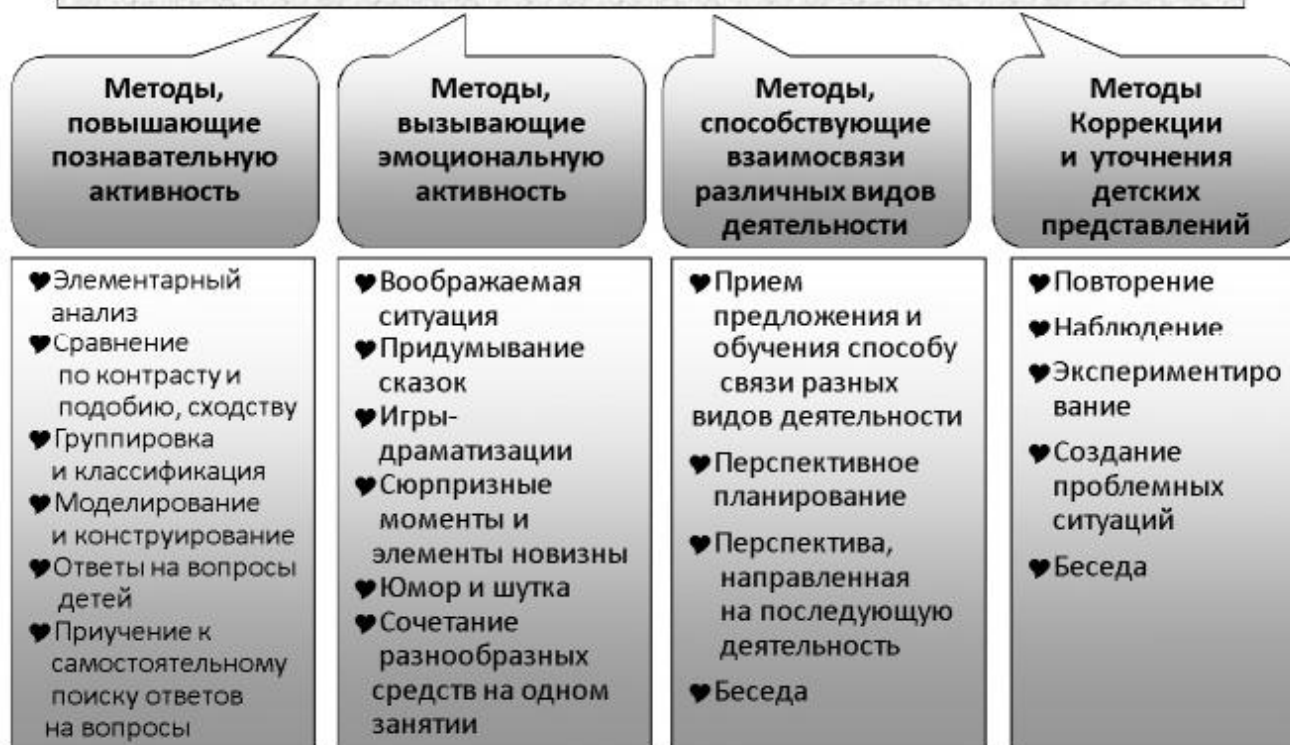 Методы,
повышающие
познавательную
активность
Методы,
вызывающие
эмоциональную
активность
Методы,
способствующие
взаимосвязи
различных видов
деятельности
Методы
Коррекции
и уточнения
детских
представлений
Элементарный
анализ
Сравнение
по контрасту и
подобию, сходству
Группировка
и классификация
Моделирование
и конструирование
Ответы на вопросы
детей
Приучение к
самостоятельному
поиску ответов
на вопросы
Воображаемая
ситуация
Придумывание
сказок
Игры-
драматизации
Сюрпризные
моменты и
элементы новизны
Юмор и шутка
Сочетание
разнообразных
средств на одном
занятии
Прием
предложения и
обучения способу
связи разных
видов деятельности
Перспективное
планирование
Перспектива,
направленная
на последующую
деятельность
Беседа
Повторение
Наблюдение
Экспериментиро
вание
Создание
проблемных
ситуаций
Беседа